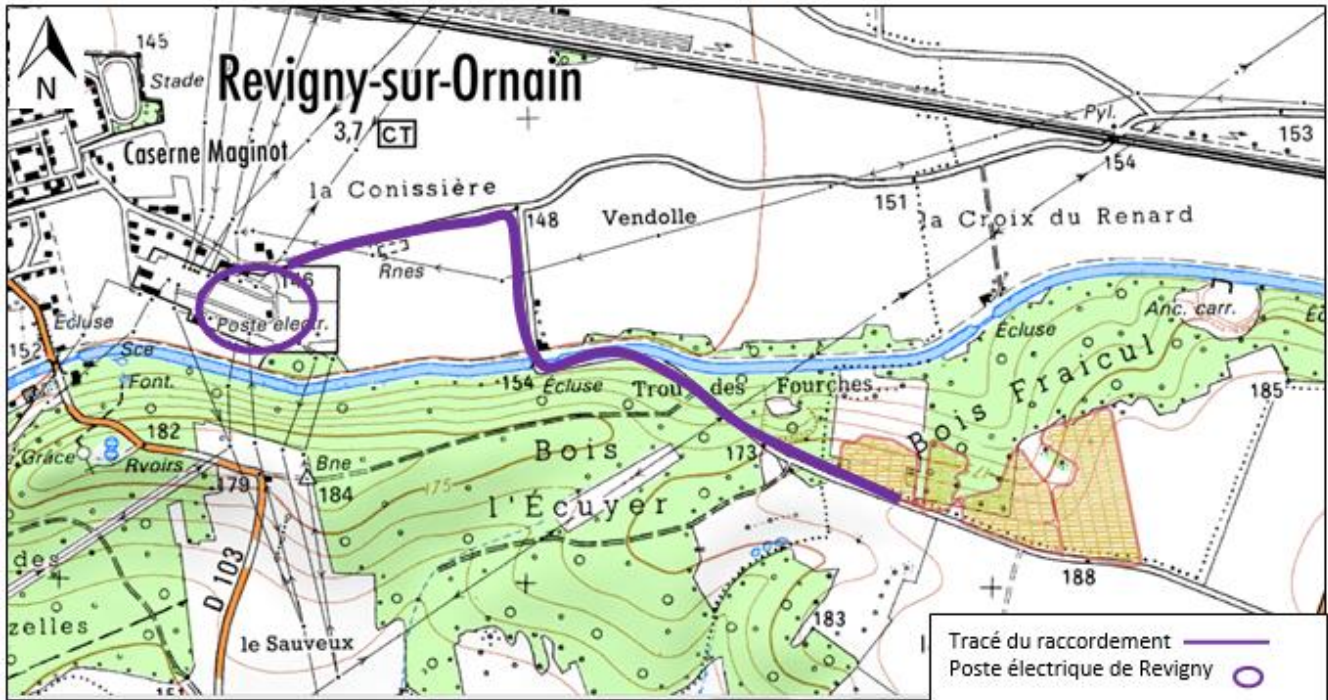 N
145
Stade
Revigny-sur-Ornain
3,7 CT
Caserne Maginot
Pyl.
153
154
la Conissière
148
Vendolle
151
la Croix du Renard
Rnes
146
Poste électr.
Écluse
152
Sce
Font.
154
Écluse
Trou des Fourches
Écluse
Anc. carr.
Bois Fraicul
185
182
Grâce
Rvoirs
179
Bne
184
175
Bois
l'Écuyer
173
D 103
des
zelles
le Sauveux
183
188
Tracé du raccordement
Poste électrique de Revigny